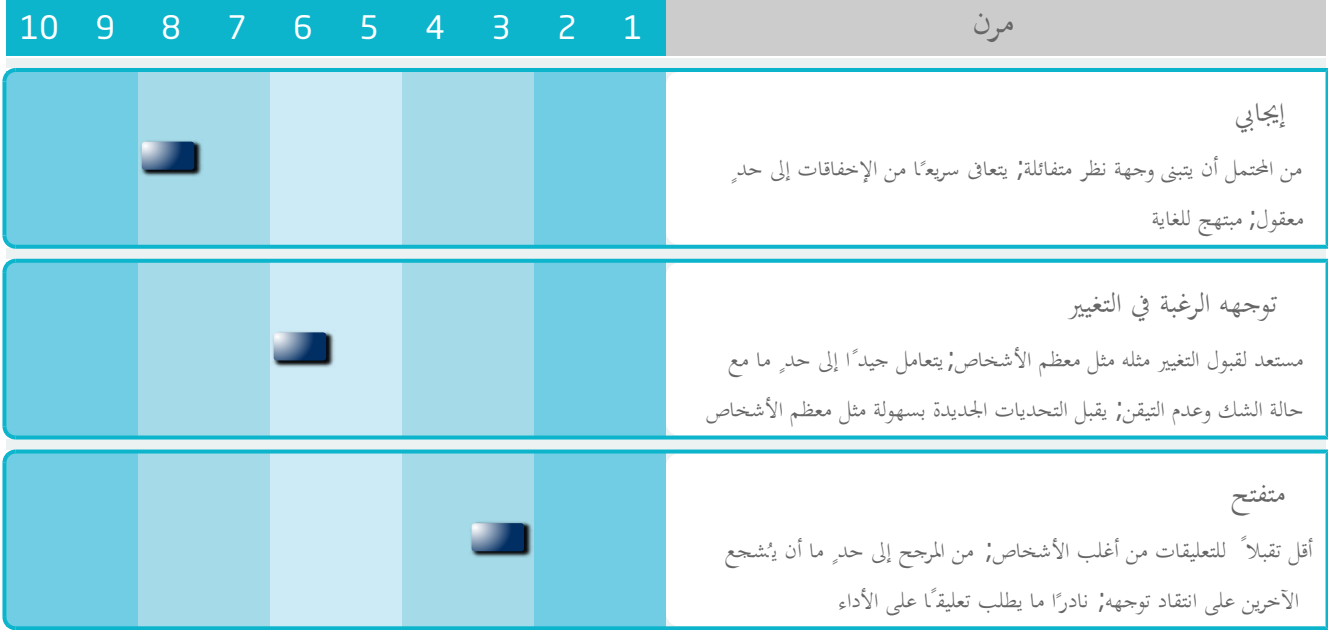 مرن 1 2 3 4 5 6 7 8 9 10
إيجابي
من المحتمل أن يتبنى وجهة نظر متفائلة; يتعافى سريعًا من الإخفاقات إلى حدٍ
معقول; مبتهج للغاية
توجهه الرغبة في التغيير
مستعد لقبول التغيير مثله مثل معظم الأشخاص; يتعامل جيدًا إلى حدٍ ما مع
حالة الشك وعدم التيقن; يقبل التحديات الجديدة بسهولة مثل معظم الأشخاص
متفتح
أقل تقبلاً للتعليقات من أغلب الأشخاص; من المرجح إلى حدٍ ما أن يُشجع
الآخرين على انتقاد توجهه; نادرًا ما يطلب تعليقًا على الأداء